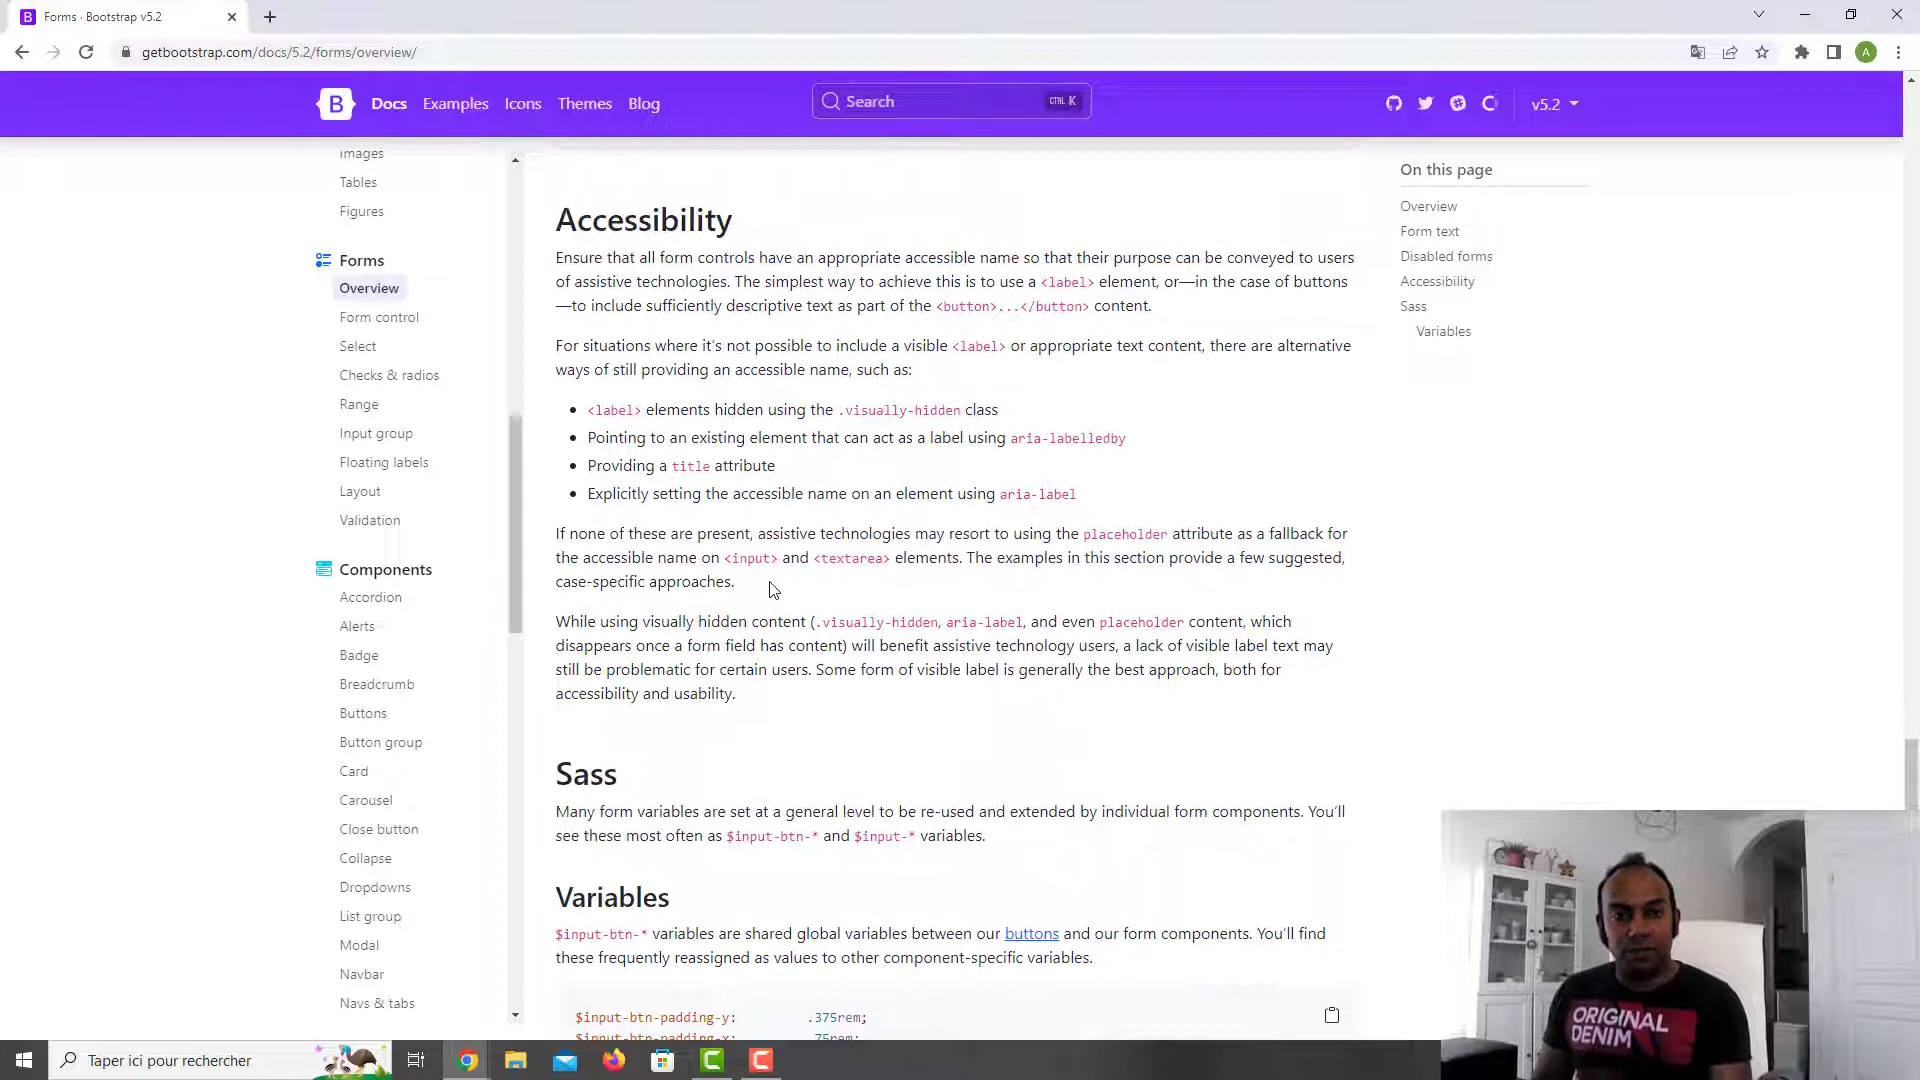 Forms · Bootstrap v5.2
getbootstrap.com/docs/5.2/forms/overview/
A
B
Docs
Examples
Icons
Themes
Blog
Search
CTRL K
v5.2
Images
Tables
Figures
Forms
Overview
Form control
Select
Checks & radios
Range
Input group
Floating labels
Layout
Validation
Components
Accordion
Alerts
Badge
Breadcrumb
Buttons
Button group
Card
Carousel
Close button
Collapse
Dropdowns
List group
Modal
Navbar
Navs & tabs
Accessibility
Ensure that all form controls have an appropriate accessible name so that their purpose can be conveyed to users
of assistive technologies. The simplest way to achieve this is to use a <label> element, or—in the case of buttons
—to include sufficiently descriptive text as part of the <button>...</button> content.
For situations where it's not possible to include a visible <label> or appropriate text content, there are alternative
ways of still providing an accessible name, such as:
• <label> elements hidden using the .visually-hidden class
• Pointing to an existing element that can act as a label using aria-labelledby
• Providing a title attribute
• Explicitly setting the accessible name on an element using aria-label
If none of these are present, assistive technologies may resort to using the placeholder attribute as a fallback for
the accessible name on <input> and <textarea> elements. The examples in this section provide a few suggested,
case-specific approaches.
While using visually hidden content (.visually-hidden, aria-label, and even placeholder content, which
disappears once a form field has content) will benefit assistive technology users, a lack of visible label text may
still be problematic for certain users. Some form of visible label is generally the best approach, both for
accessibility and usability.
Sass
Many form variables are set at a general level to be re-used and extended by individual form components. You'll
see these most often as $input-btn-* and $input-* variables.
Variables
$input-btn-* variables are shared global variables between our buttons and our form components. You'll find
these frequently reassigned as values to other component-specific variables.
$input-btn-padding-y: .375rem;
$input-btn-padding-x: .75rem;
On this page
Overview
Form text
Disabled forms
Accessibility
Sass
Variables
ORIGINAL
DENIM
Taper ici pour rechercher